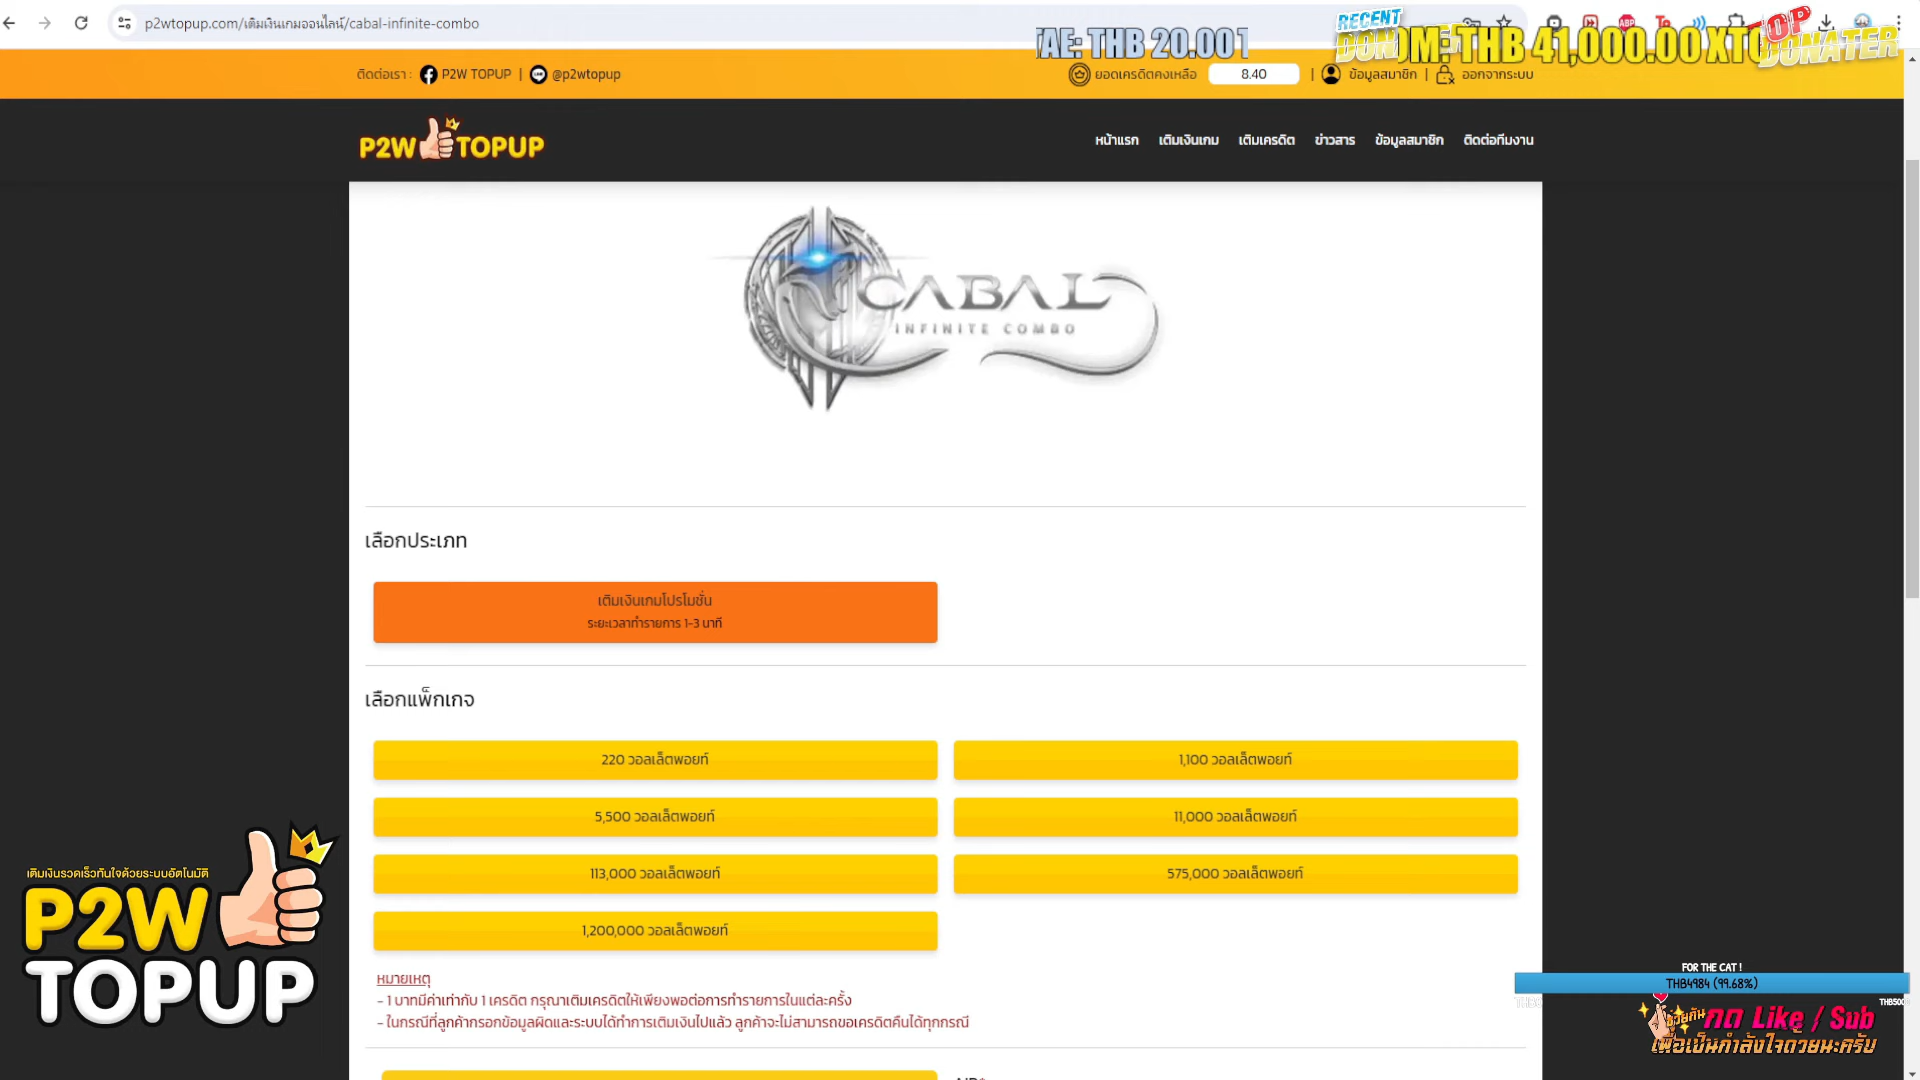 p2wtopup.com/เติมเงินเกมออนไลน์/cabal-infinite-combo
AE: THB 20.00
RECENT
M: THB 41,000.00 XT
TOP
DONATER
ติดต่อเรา : P2W TOPUP | @p2wtopup
ยอดเครดิตคงเหลือ 8.40 | ข้อมูลสมาชิก | ออกจากระบบ
P2W TOPUP
หน้าแรก เติมเงินเกม เติมเครดิต ข่าวสาร ข้อมูลสมาชิก ติดต่อทีมงาน
CABAL
INFINITE COMBO
เลือกประเภท
เติมเงินเกมโปรโมชั่น
ระยะเวลาทำรายการ 1-3 นาที
เลือกแพ็กเกจ
220 วอลเล็ตพอยท์
1,100 วอลเล็ตพอยท์
5,500 วอลเล็ตพอยท์
11,000 วอลเล็ตพอยท์
113,000 วอลเล็ตพอยท์
575,000 วอลเล็ตพอยท์
1,200,000 วอลเล็ตพอยท์
หมายเหตุ
- 1 บาทมีค่าเท่ากับ 1 เครดิต กรุณาเติมเครดิตให้เพียงพอต่อการทำรายการในแต่ละครั้ง
- ในกรณีที่ลูกค้ากรอกข้อมูลผิดและระบบได้ทำการเติมเงินไปแล้ว ลูกค้าจะไม่สามารถขอเครดิตคืนได้ทุกกรณี
เติมเงินรวดเร็วทันใจด้วยระบบอัตโนมัติ
P2W
TOPUP
FOR THE CAT !
THB4984 (99.68%)
ช่วยกัน กด Like / Sub
เพื่อเป็นกำลังใจด้วยนะครับ